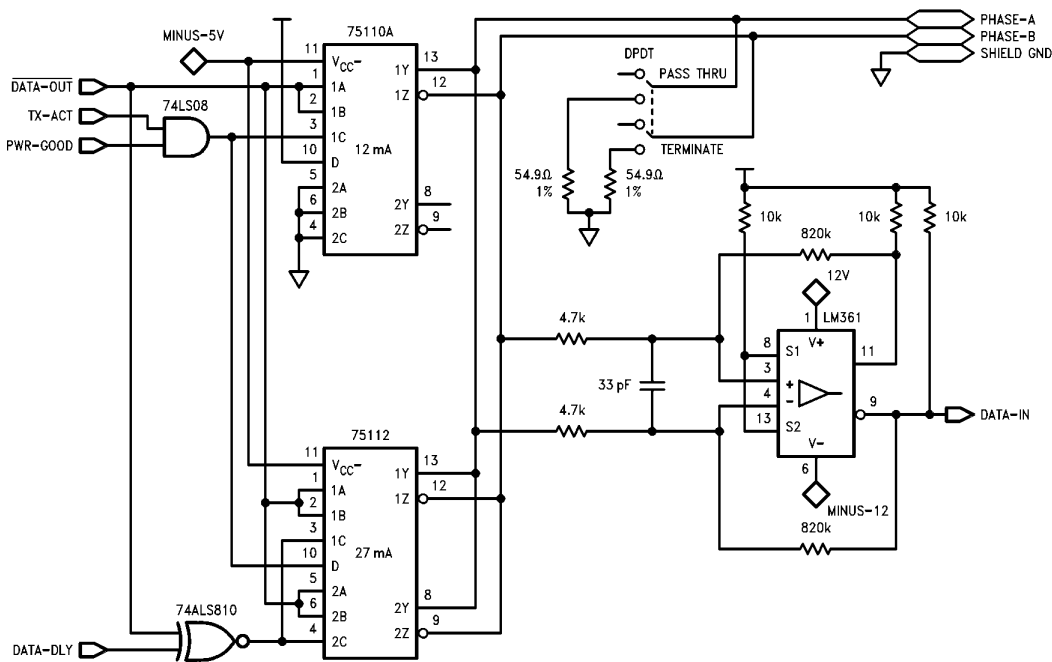 MINUS-5V
DATA-OUT
TX-ACT
PWR-GOOD
74LS08
75110A
11
VCC-
1
1A
2
1B
3
1C
10
D
12 mA
5
2A
6
2B
4
2C
1Y
13
1Z
12
2Y
8
2Z
9
PHASE-A
PHASE-B
SHIELD GND
DPDT
PASS THRU
TERMINATE
54.9Ω
1%
54.9Ω
1%
10k
10k
10k
820k
12V
1
LM361
V+
8
S1
3
+
4
-
13
S2
V-
6
11
9
DATA-IN
MINUS-12
820k
4.7k
33 pF
4.7k
75112
11
VCC-
1
1A
2
1B
3
1C
10
D
27 mA
5
2A
6
2B
4
2C
1Y
13
1Z
12
2Y
8
2Z
9
74ALS810
DATA-DLY